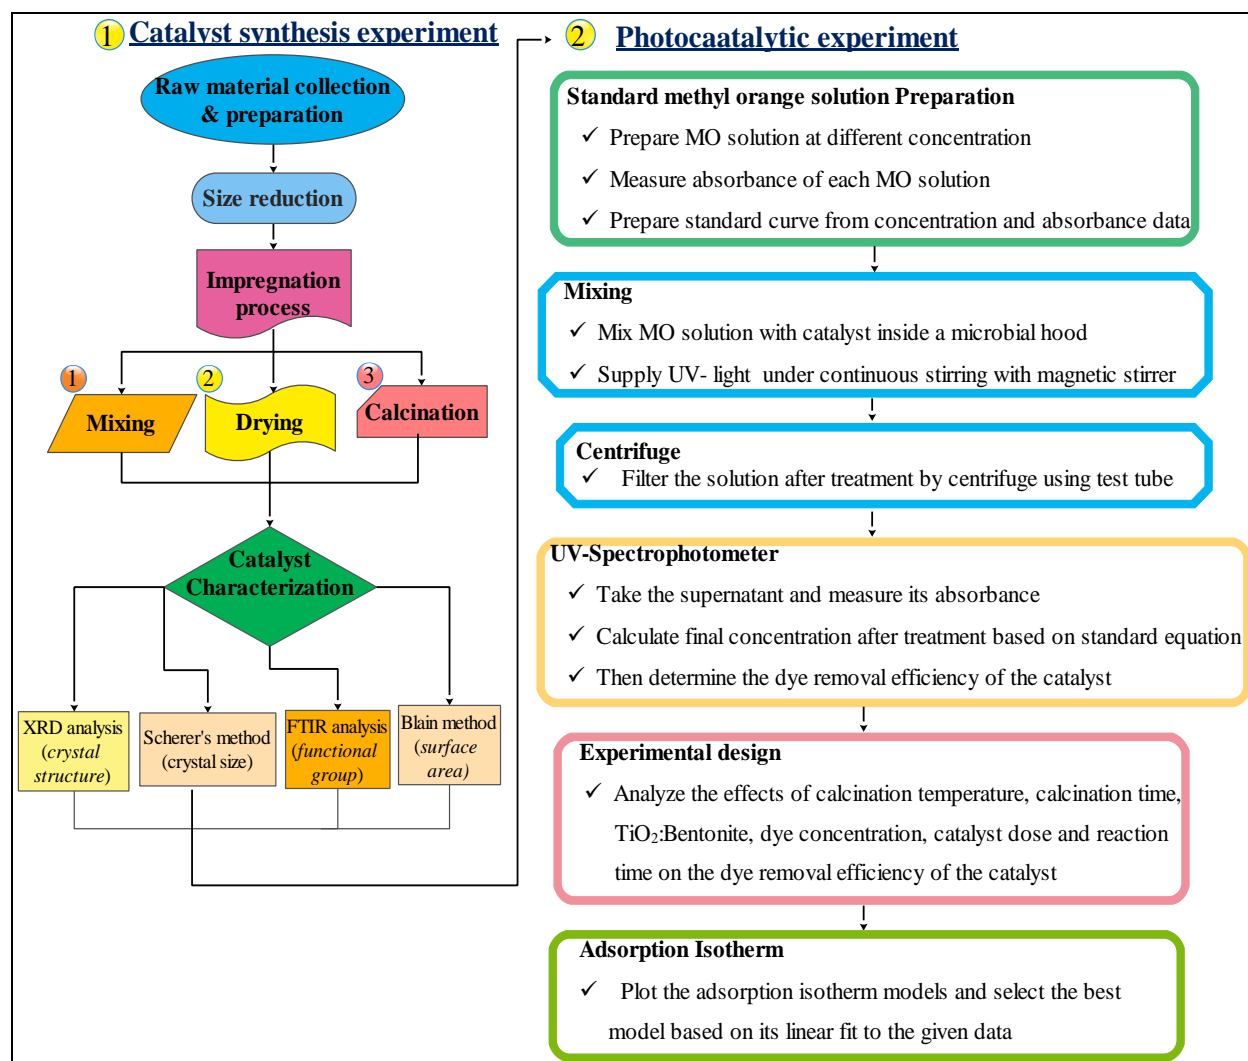 1 Catalyst synthesis experiment
Raw material collection
& preparation
Size reduction
Impregnation
process
1
Mixing
2
Drying
3
Calcination
Catalyst
Characterization
XRD analysis
(crystal
structure)
Scherer's method
(crystal size)
FTIR analysis
(functional
group)
Blain method
(surface
area)
2 Photocaatalytic experiment
Standard methyl orange solution Preparation
✓ Prepare MO solution at different concentration
✓ Measure absorbance of each MO solution
✓ Prepare standard curve from concentration and absorbance data
Mixing
✓ Mix MO solution with catalyst inside a microbial hood
✓ Supply UV- light under continuous stirring with magnetic stirrer
Centrifuge
✓ Filter the solution after treatment by centrifuge using test tube
UV-Spectrophotometer
✓ Take the supernatant and measure its absorbance
✓ Calculate final concentration after treatment based on standard equation
✓ Then determine the dye removal efficiency of the catalyst
Experimental design
✓ Analyze the effects of calcination temperature, calcination time,
TiO₂:Bentonite, dye concentration, catalyst dose and reaction
time on the dye removal efficiency of the catalyst
Adsorption Isotherm
✓ Plot the adsorption isotherm models and select the best
model based on its linear fit to the given data